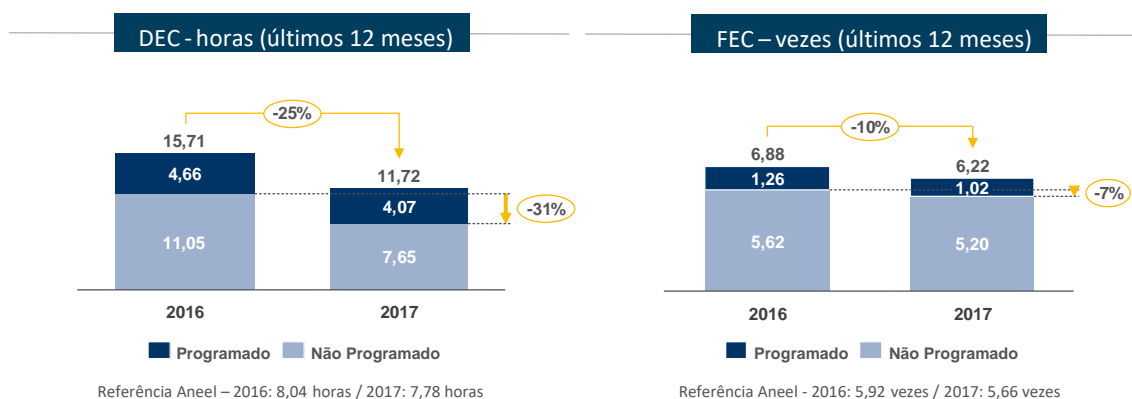 DEC - horas (últimos 12 meses)
-25%
15,71
11,72
4,66
4,07
-31%
11,05
7,65
2016
2017
Programado
Não Programado
Referência Aneel – 2016: 8,04 horas / 2017: 7,78 horas
FEC – vezes (últimos 12 meses)
-10%
6,88
6,22
1,26
1,02
-7%
5,62
5,20
2016
2017
Programado
Não Programado
Referência Aneel - 2016: 5,92 vezes / 2017: 5,66 vezes